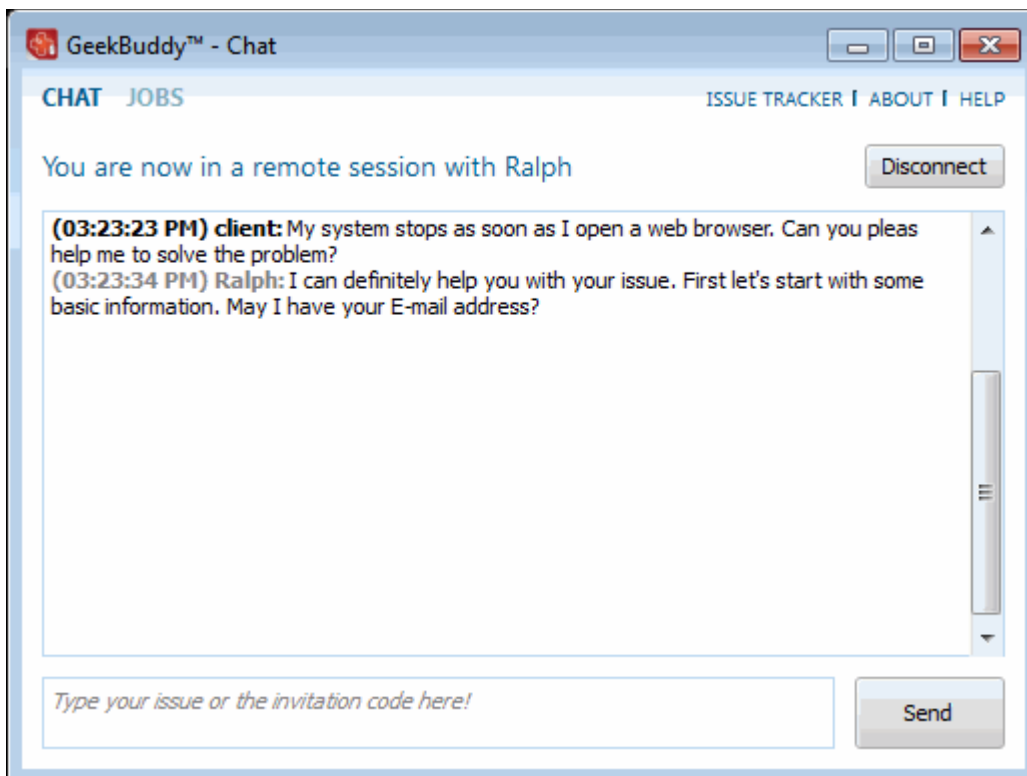 GeekBuddy™ - Chat
CHAT JOBS
ISSUE TRACKER | ABOUT | HELP
You are now in a remote session with Ralph
Disconnect
(03:23:23 PM) client: My system stops as soon as I open a web browser. Can you pleas
help me to solve the problem?
(03:23:34 PM) Ralph: I can definitely help you with your issue. First let's start with some
basic information. May I have your E-mail address?
Type your issue or the invitation code here!
Send